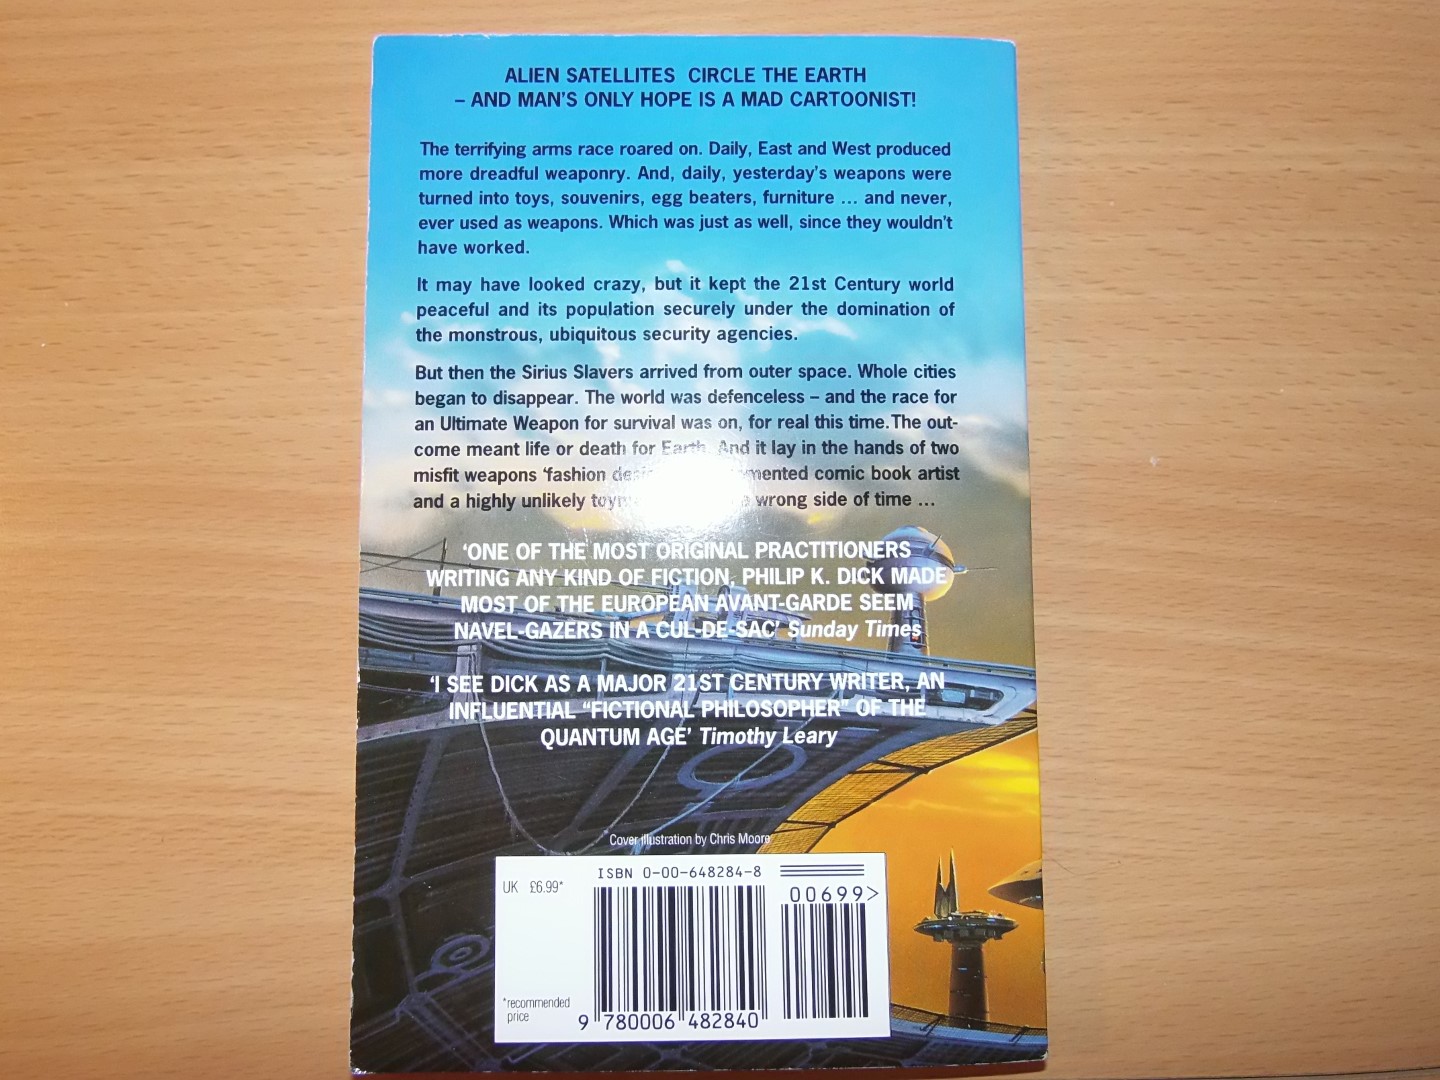 ALIEN SATELLITES CIRCLE THE EARTH
– AND MAN'S ONLY HOPE IS A MAD CARTOONIST!
The terrifying arms race roared on. Daily, East and West produced
more dreadful weaponry. And, daily, yesterday's weapons were
turned into toys, souvenirs, egg beaters, furniture ... and never,
ever used as weapons. Which was just as well, since they wouldn't
have worked.
It may have looked crazy, but it kept the 21st Century world
peaceful and its population securely under the domination of
the monstrous, ubiquitous security agencies.
But then the Sirius Slavers arrived from outer space. Whole cities
began to disappear. The world was defenceless – and the race for
an Ultimate Weapon for survival was on, for real this time.The out-
come meant life or death for Earth. And it lay in the hands of two
misfit weapons 'fashion comic book artist
and a highly unlikely wrong side of time ...
'ONE OF THE MOST ORIGINAL PRACTITIONERS
WRITING ANY KIND OF FICTION, PHILIP K. DICK MADE
MOST OF THE EUROPEAN AVANT-GARDE SEEM
NAVEL-GAZERS IN A CUL-DE-SAC' Sunday Times
'I SEE DICK AS A MAJOR 21ST CENTURY WRITER, AN
INFLUENTIAL "FICTIONAL PHILOSOPHER" OF THE
QUANTUM AGE' Timothy Leary
Cover illustration by Chris Moore
ISBN 0-00-648284-8
UK £6.99*
00699>
*recommended
price
9 780006 482840